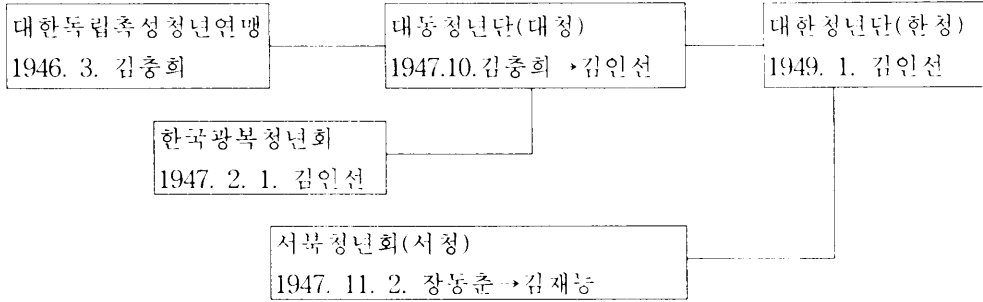 대한독립촉성청년연맹
1946. 3. 김충희
대동청년단(대청)
1947.10.김충희 →김인선
대한청년단(한청)
1949. 1. 김인선
한국광복청년회
1947. 2. 1. 김인선
서북청년회(서청)
1947. 11. 2. 장동춘→김재능